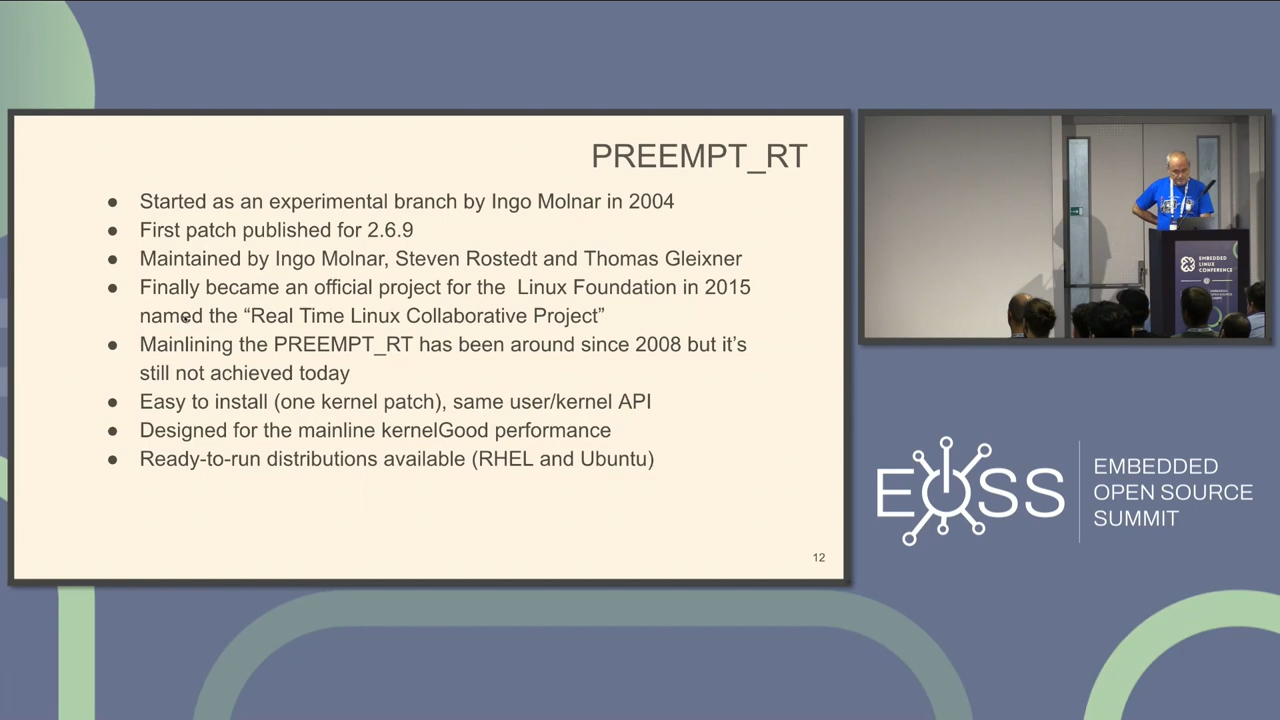 PREEMPT_RT
● Started as an experimental branch by Ingo Molnar in 2004
● First patch published for 2.6.9
● Maintained by Ingo Molnar, Steven Rostedt and Thomas Gleixner
● Finally became an official project for the  Linux Foundation in 2015
named the “Real Time Linux Collaborative Project”
● Mainlining the PREEMPT_RT has been around since 2008 but it’s
still not achieved today
● Easy to install (one kernel patch), same user/kernel API
● Designed for the mainline kernelGood performance
● Ready-to-run distributions available (RHEL and Ubuntu)
12
EMBEDDED
LINUX
CONFERENCE
EOSS
EMBEDDED
OPEN SOURCE
SUMMIT